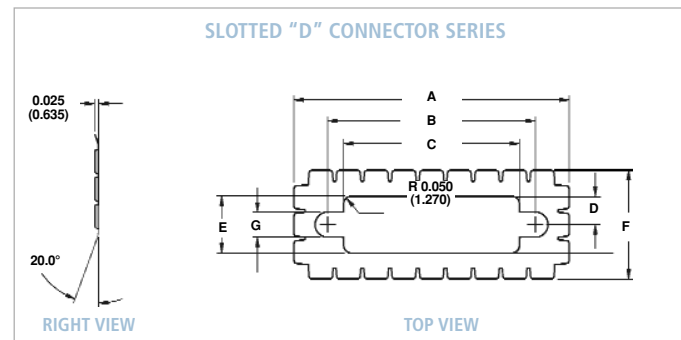 SLOTTED "D" CONNECTOR SERIES
0.025
(0.635)
20.0°
RIGHT VIEW
A
B
C
R 0.050
(1.270)
E
G
D
F
TOP VIEW